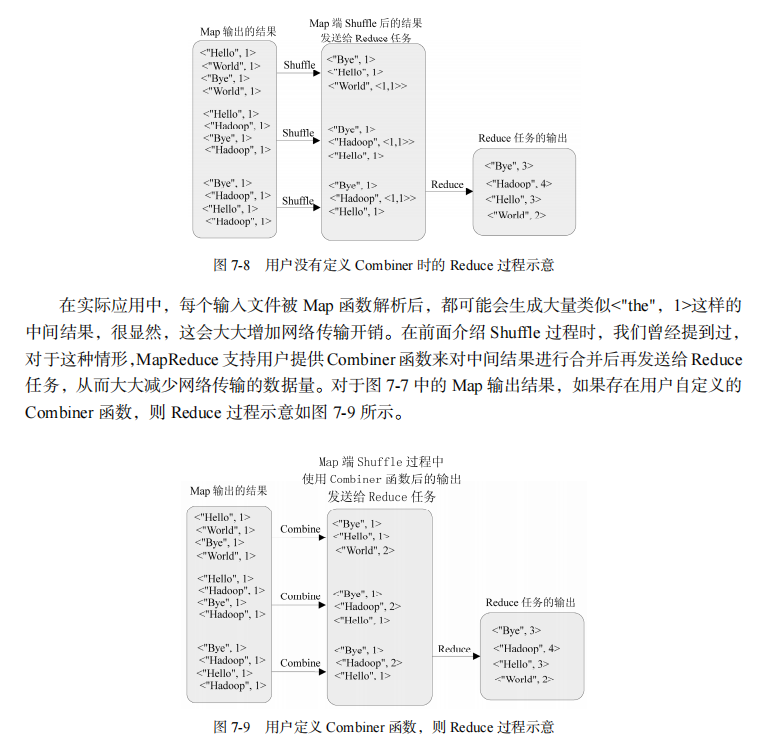 Map 输出的结果
Map 端 Shuffle 后的结果
发送给 Reduce 任务
<"Hello", 1>
<"World", 1>
<"Bye", 1>
<"World", 1>
Shuffle
<"Bye", 1>
<"Hello", 1>
<"World", <1,1>>
<"Hello", 1>
<"Hadoop", 1>
<"Bye", 1>
<"Hadoop", 1>
Shuffle
<"Bye", 1>
<"Hadoop", <1,1>>
<"Hello", 1>
<"Bye", 1>
<"Hadoop", 1>
<"Hello", 1>
<"Hadoop", 1>
Shuffle
<"Bye", 1>
<"Hadoop", <1,1>>
<"Hello", 1>
Reduce
Reduce 任务的输出
<"Bye", 3>
<"Hadoop", 4>
<"Hello", 3>
<"World", 2>
图 7-8 用户没有定义 Combiner 时的 Reduce 过程示意
在实际应用中，每个输入文件被 Map 函数解析后，都可能会生成大量类似<"the"，1>这样的
中间结果，很显然，这会大大增加网络传输开销。在前面介绍 Shuffle 过程时，我们曾经提到过，
对于这种情形,MapReduce 支持用户提供 Combiner 函数来对中间结果进行合并后再发送给 Reduce
任务，从而大大减少网络传输的数据量。对于图 7-7 中的 Map 输出结果，如果存在用户自定义的
Combiner 函数，则 Reduce 过程示意如图 7-9 所示。
Map 输出的结果
Map 端 Shuffle 过程中
使用 Combiner 函数后的输出
发送给 Reduce 任务
<"Hello", 1>
<"World", 1>
<"Bye", 1>
<"World", 1>
Combine
<"Bye", 1>
<"Hello", 1>
<"World", 2>
<"Hello", 1>
<"Hadoop", 1>
<"Bye", 1>
<"Hadoop", 1>
Combine
<"Bye", 1>
<"Hadoop", 2>
<"Hello", 1>
<"Bye", 1>
<"Hadoop", 1>
<"Hello", 1>
<"Hadoop", 1>
Combine
<"Bye", 1>
<"Hadoop", 2>
<"Hello", 1>
Reduce
Reduce 任务的输出
<"Bye", 3>
<"Hadoop", 4>
<"Hello", 3>
<"World", 2>
图 7-9 用户定义 Combiner 函数，则 Reduce 过程示意